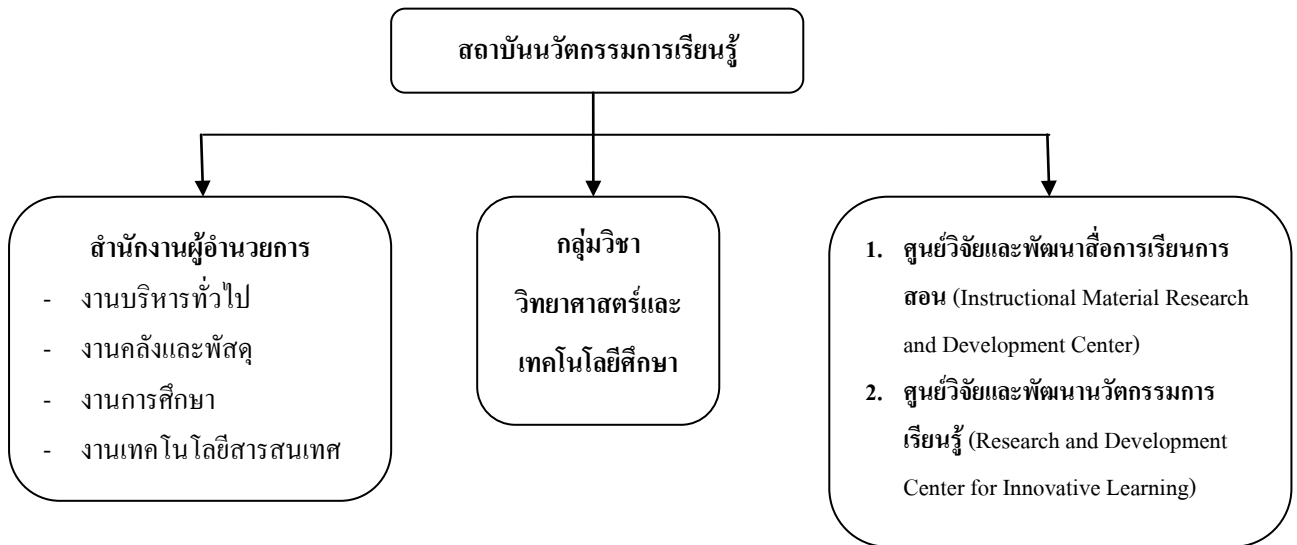 สถาบันนวัตกรรมการเรียนรู้
สำนักงานผู้อำนวยการ
- งานบริหารทั่วไป
- งานคลังและพัสดุ
- งานการศึกษา
- งานเทคโนโลยีสารสนเทศ
กลุ่มวิชา
วิทยาศาสตร์และ
เทคโนโลยีศึกษา
1. ศูนย์วิจัยและพัฒนาสื่อการเรียนการ
สอน (Instructional Material Research
and Development Center)
2. ศูนย์วิจัยและพัฒนานวัตกรรมการ
เรียนรู้ (Research and Development
Center for Innovative Learning)